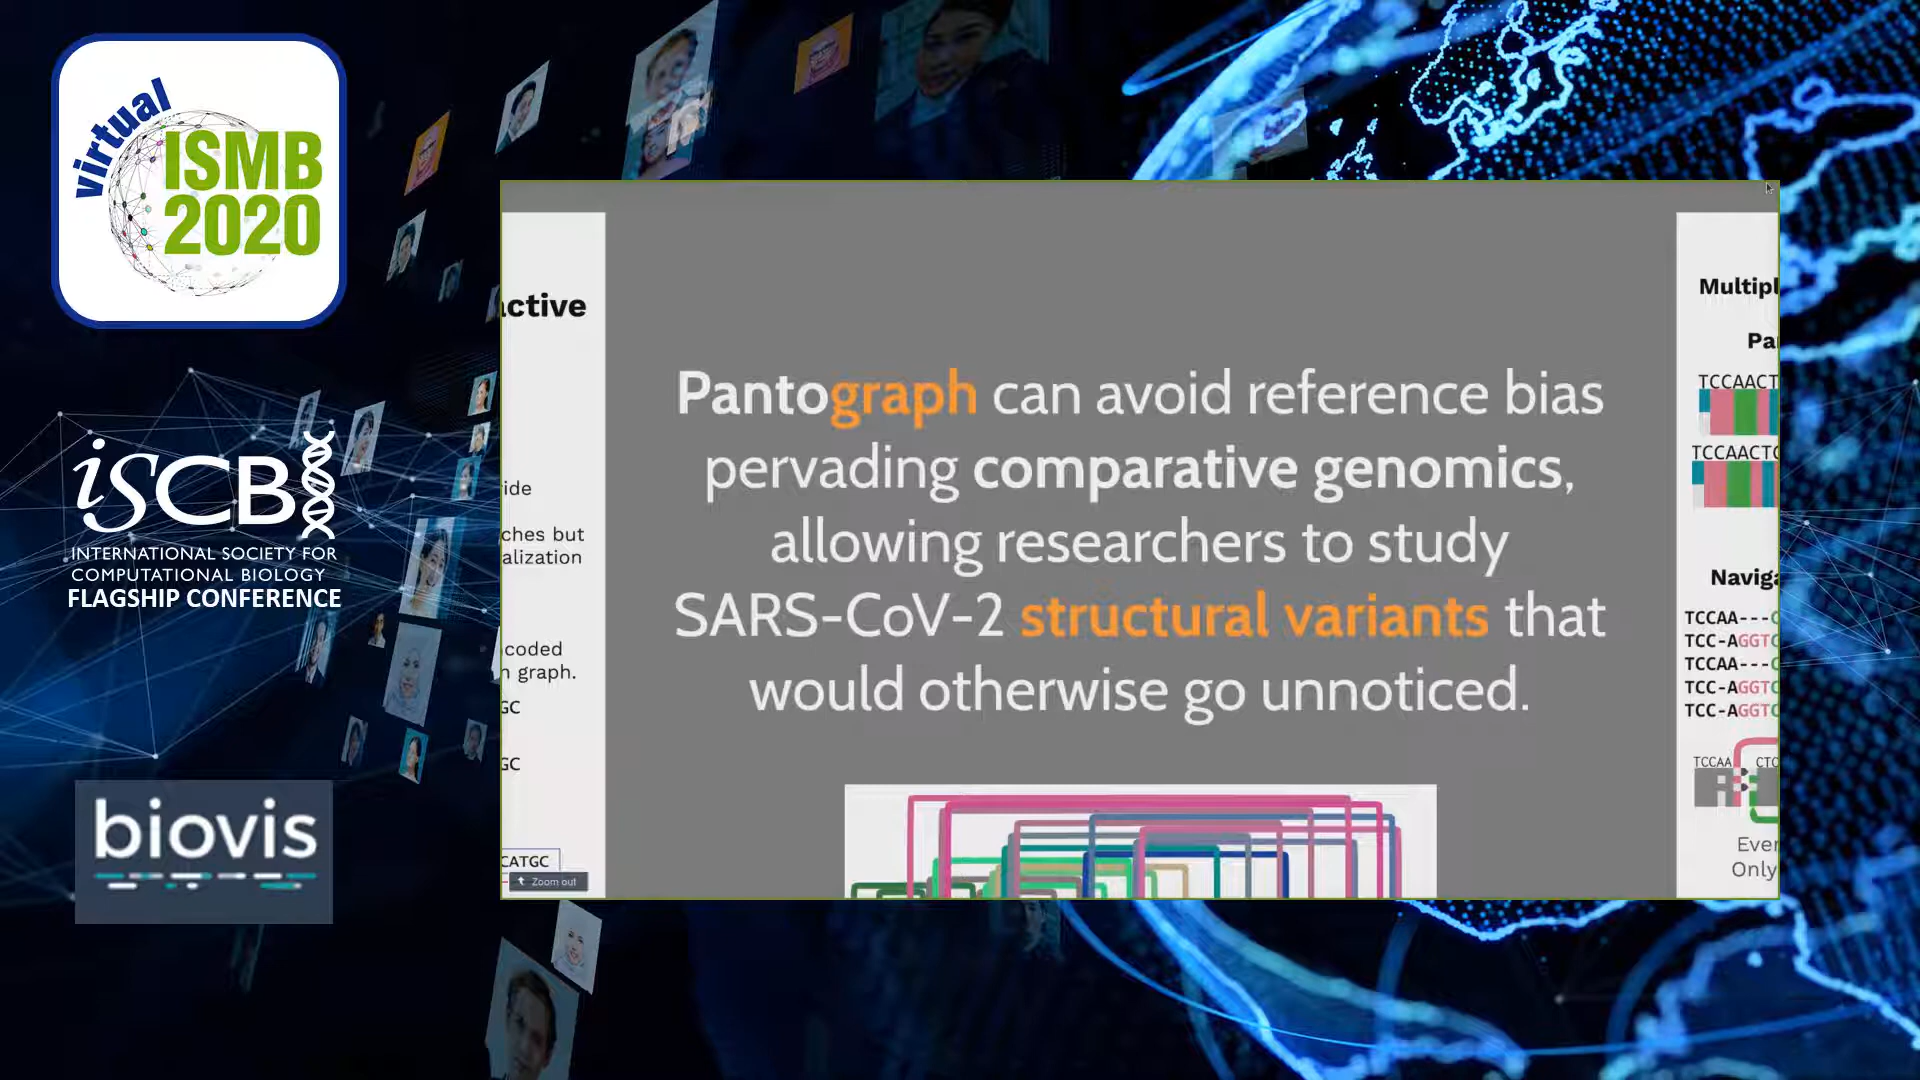 virtual
ISMB
2020
iSCB
INTERNATIONAL SOCIETY FOR
COMPUTATIONAL BIOLOGY
FLAGSHIP CONFERENCE
biovis
active
ide
ches but
alization
coded
n graph.
GC
GC
CATGC
Zoom out
Pantograph can avoid reference bias
pervading comparative genomics,
allowing researchers to study
SARS-CoV-2 structural variants that
would otherwise go unnoticed.
Multipl
Pa
TCCAACT
TCCAACTC
Naviga
TCCAA---C
TCC-AGGTC
TCCAA---C
TCC-AGGTC
TCC-AGGTC
TCCAA CTC
Ever
Only